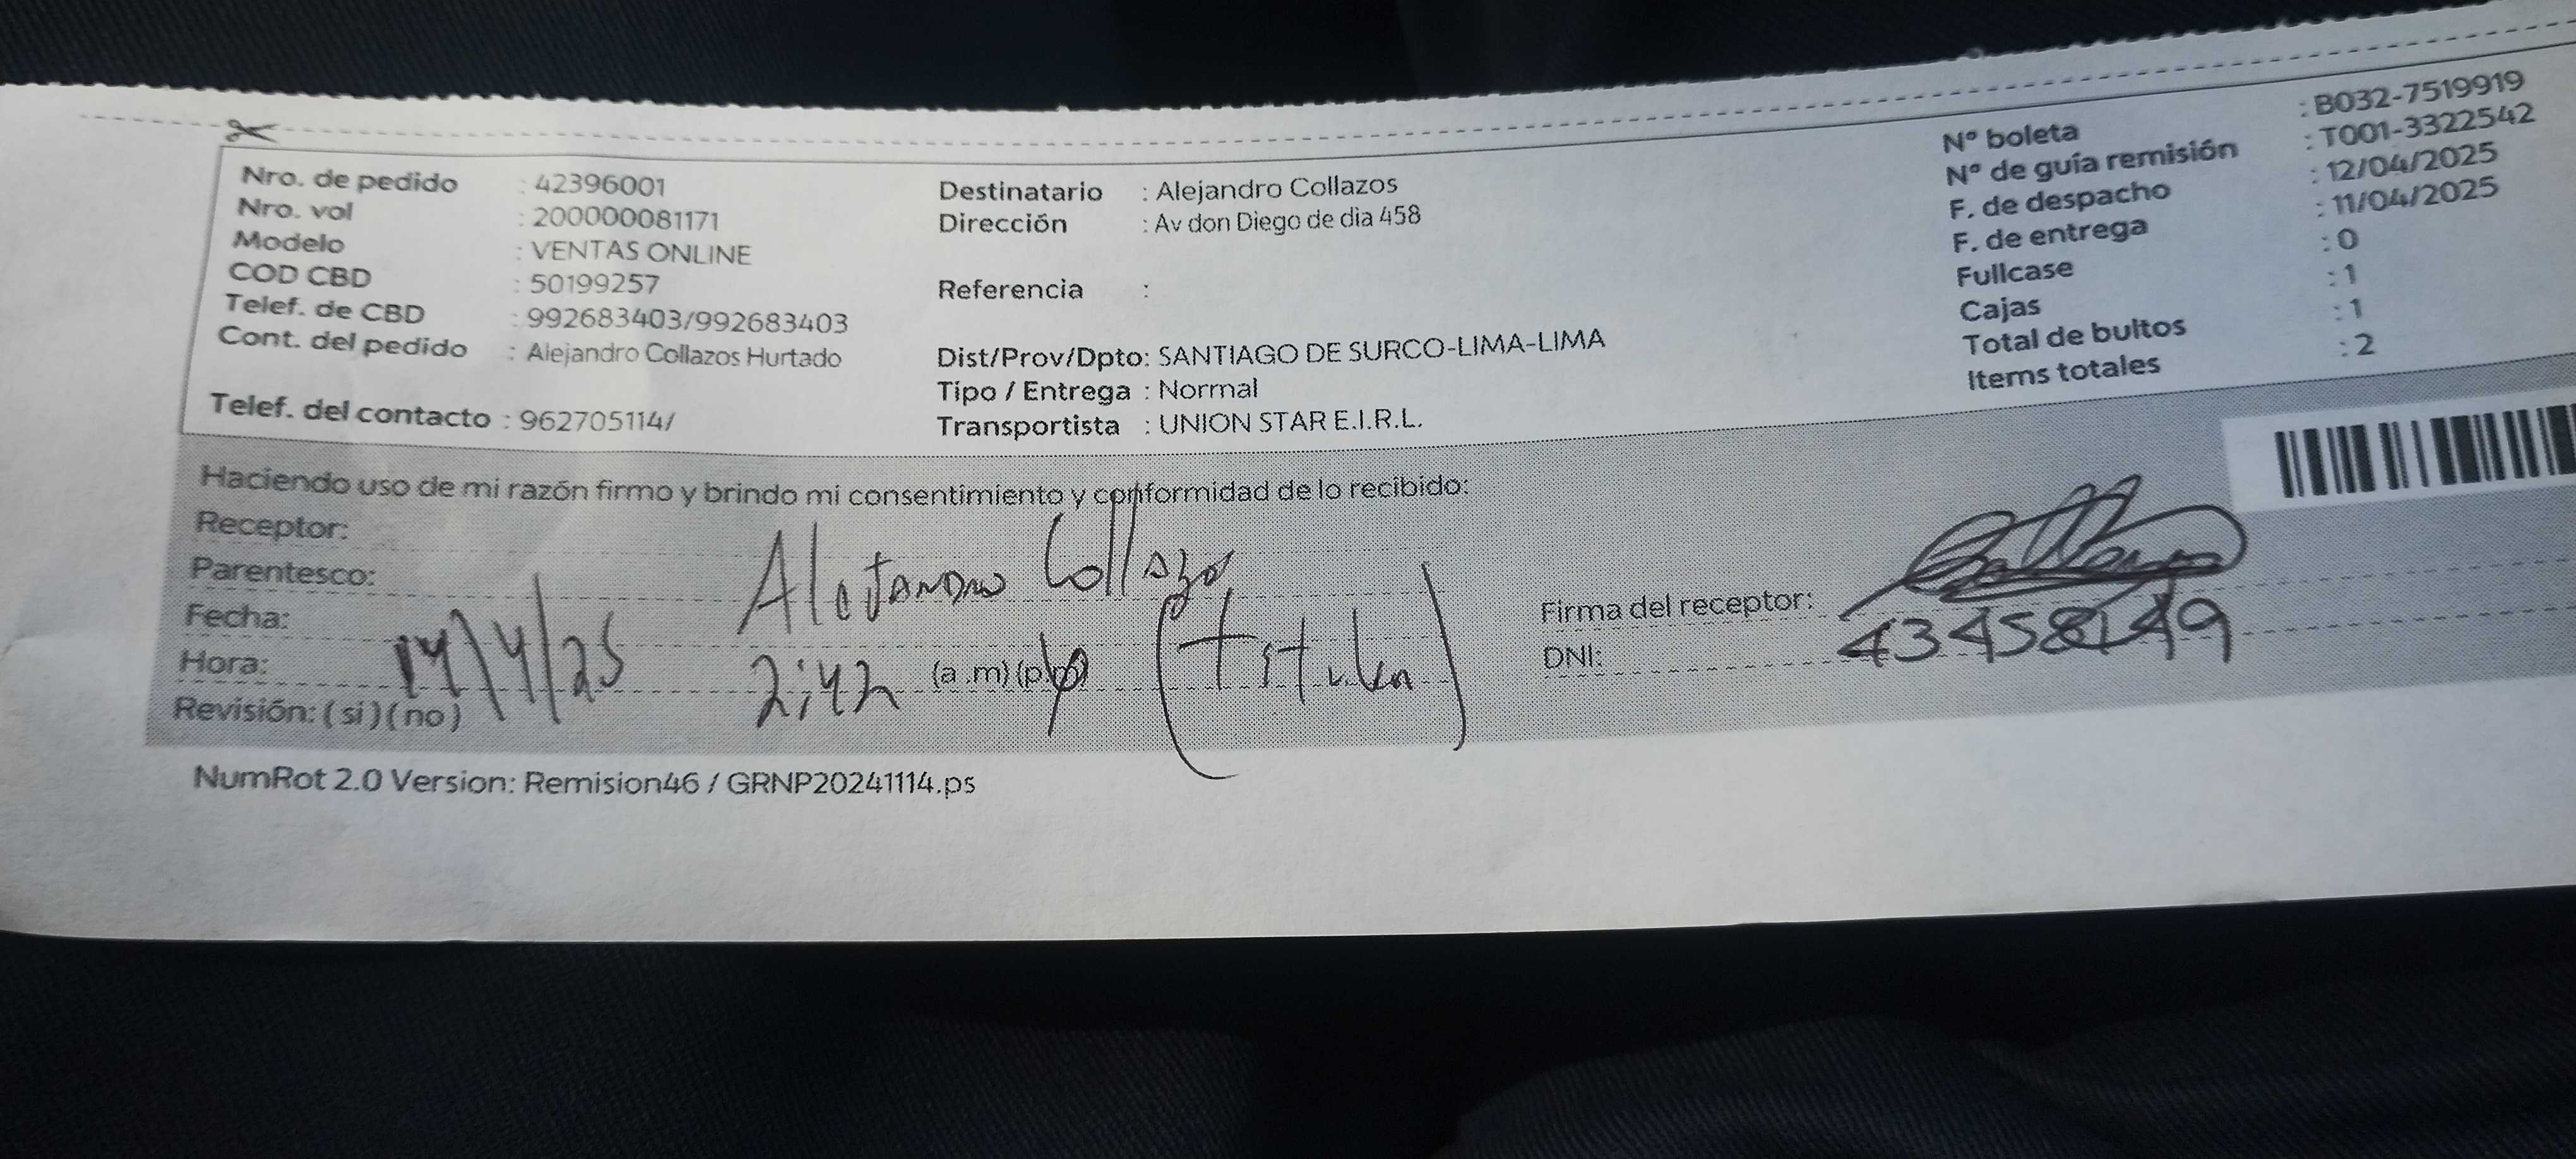 Nro. de pedido : 42396001
Nro. vol : 200000081171
Modelo : VENTAS ONLINE
COD CBD : 50199257
Telef. de CBD : 992683403/992683403
Cont. del pedido : Alejandro Collazos Hurtado
Telef. del contacto : 962705114/
Destinatario : Alejandro Collazos
Dirección : Av don Diego de dia 458
Referencia :
Dist/Prov/Dpto: SANTIAGO DE SURCO-LIMA-LIMA
Tipo / Entrega : Normal
Transportista : UNION STAR E.I.R.L.
Nº boleta : B032-7519919
Nº de guía remisión : T001-3322542
F. de despacho : 12/04/2025
F. de entrega : 11/04/2025
Fullcase : 0
Cajas : 1
Total de bultos : 1
Items totales : 2
Haciendo uso de mi razón firmo y brindo mi consentimiento y conformidad de lo recibido:
Receptor: Alejandro Collazos
Parentesco: (Titular)
Fecha: 14/4/25
Hora: 2:42 (a.m)(p.m)
Revisión: (si)(no)
Firma del receptor:
DNI: 43458149
NumRot 2.0 Version: Remision46 / GRNP20241114.ps